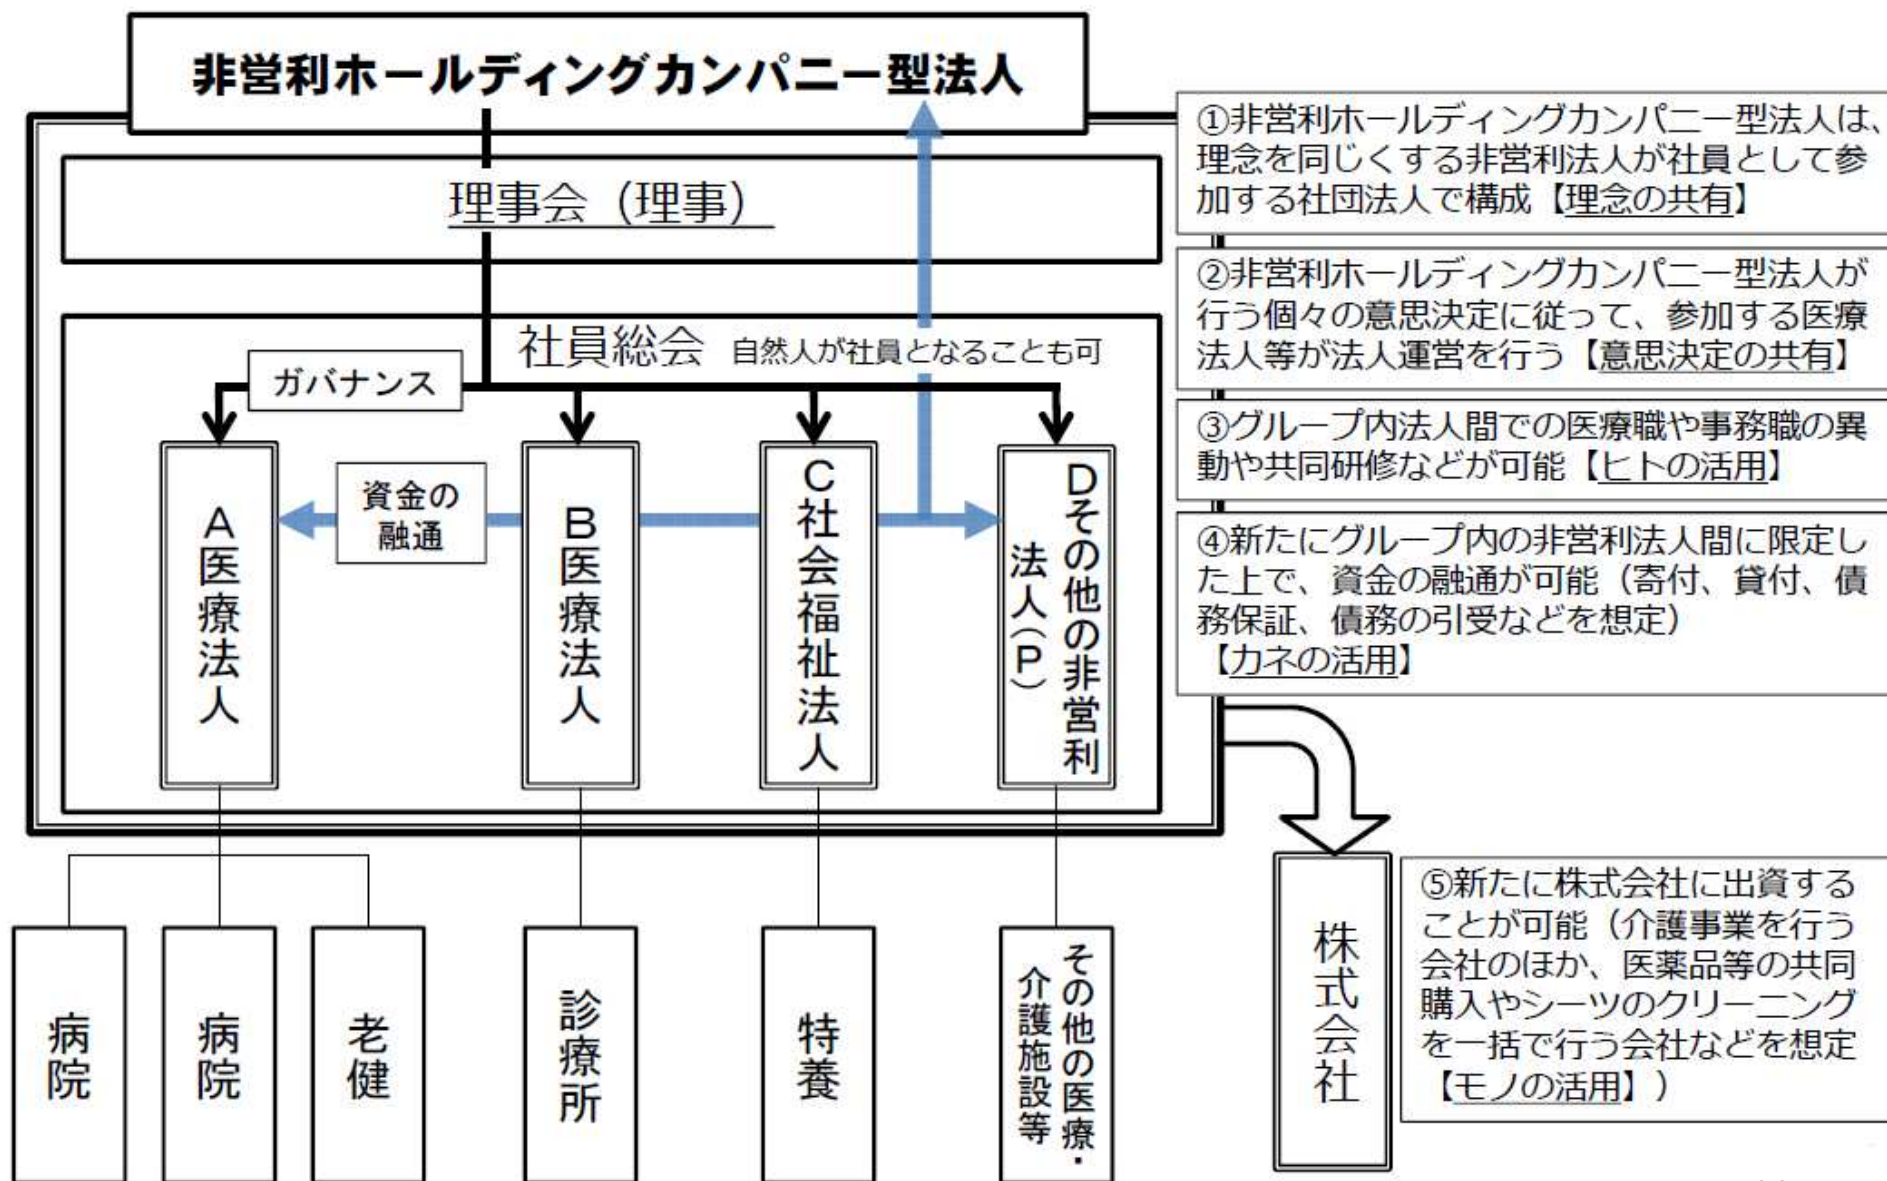 非営利ホールディングカンパニー型法人
理事会（理事）
社員総会 自然人が社員となることも可
ガバナンス
資金の
融通
A医療法人
B医療法人
C社会福祉法人
Dその他の非営利
法人（P）
病院
病院
老健
診療所
特養
その他の医療・
介護施設等
①非営利ホールディングカンパニー型法人は、
理念を同じくする非営利法人が社員として参
加する社団法人で構成【理念の共有】
②非営利ホールディングカンパニー型法人が
行う個々の意思決定に従って、参加する医療
法人等が法人運営を行う【意思決定の共有】
③グループ内法人間での医療職や事務職の異
動や共同研修などが可能【ヒトの活用】
④新たにグループ内の非営利法人間に限定し
た上で、資金の融通が可能（寄付、貸付、債
務保証、債務の引受などを想定）
【カネの活用】
株式会社
⑤新たに株式会社に出資する
ことが可能（介護事業を行う
会社のほか、医薬品等の共同
購入やシーツのクリーニング
を一括で行う会社などを想定
【モノの活用】）